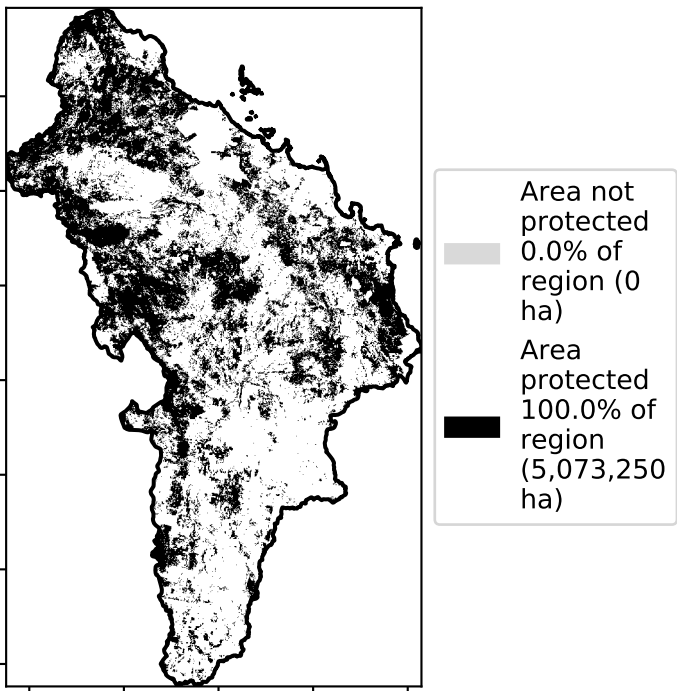 Area not
protected
0.0% of
region (0
ha)
Area
protected
100.0% of
region
(5,073,250
ha)